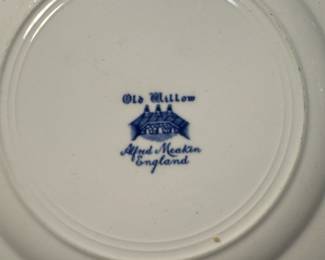 Old Willow
Alfred Meakin
England